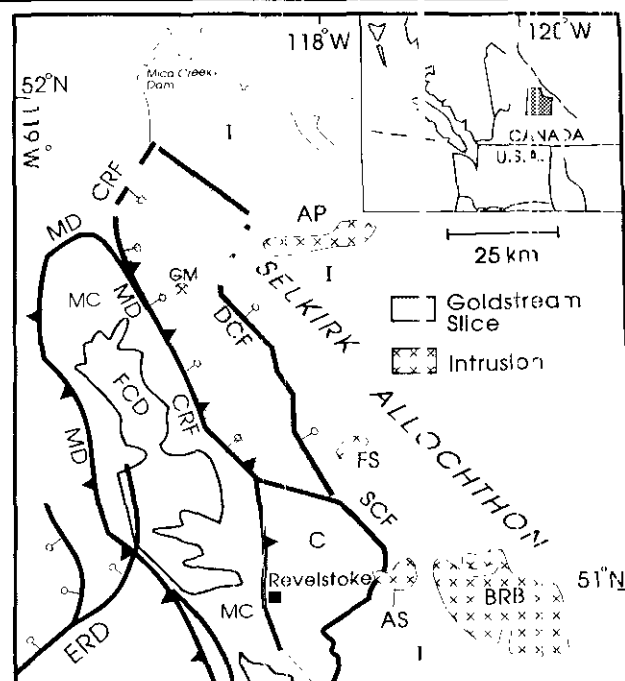 118°W
120°W
52°N
Mica Creek
Dam
119°W
I
CANADA
U.S.A.
CRF
MD
AP
25 km
I
GM
SELKIRK
MC
MD
DCF
Goldstream
Slice
Intrusion
FCD
CRF
ALLOCHTHON
MD
FS
SCF
C
51°N
Revelstoke
BRB
MC
AS
ERD
I